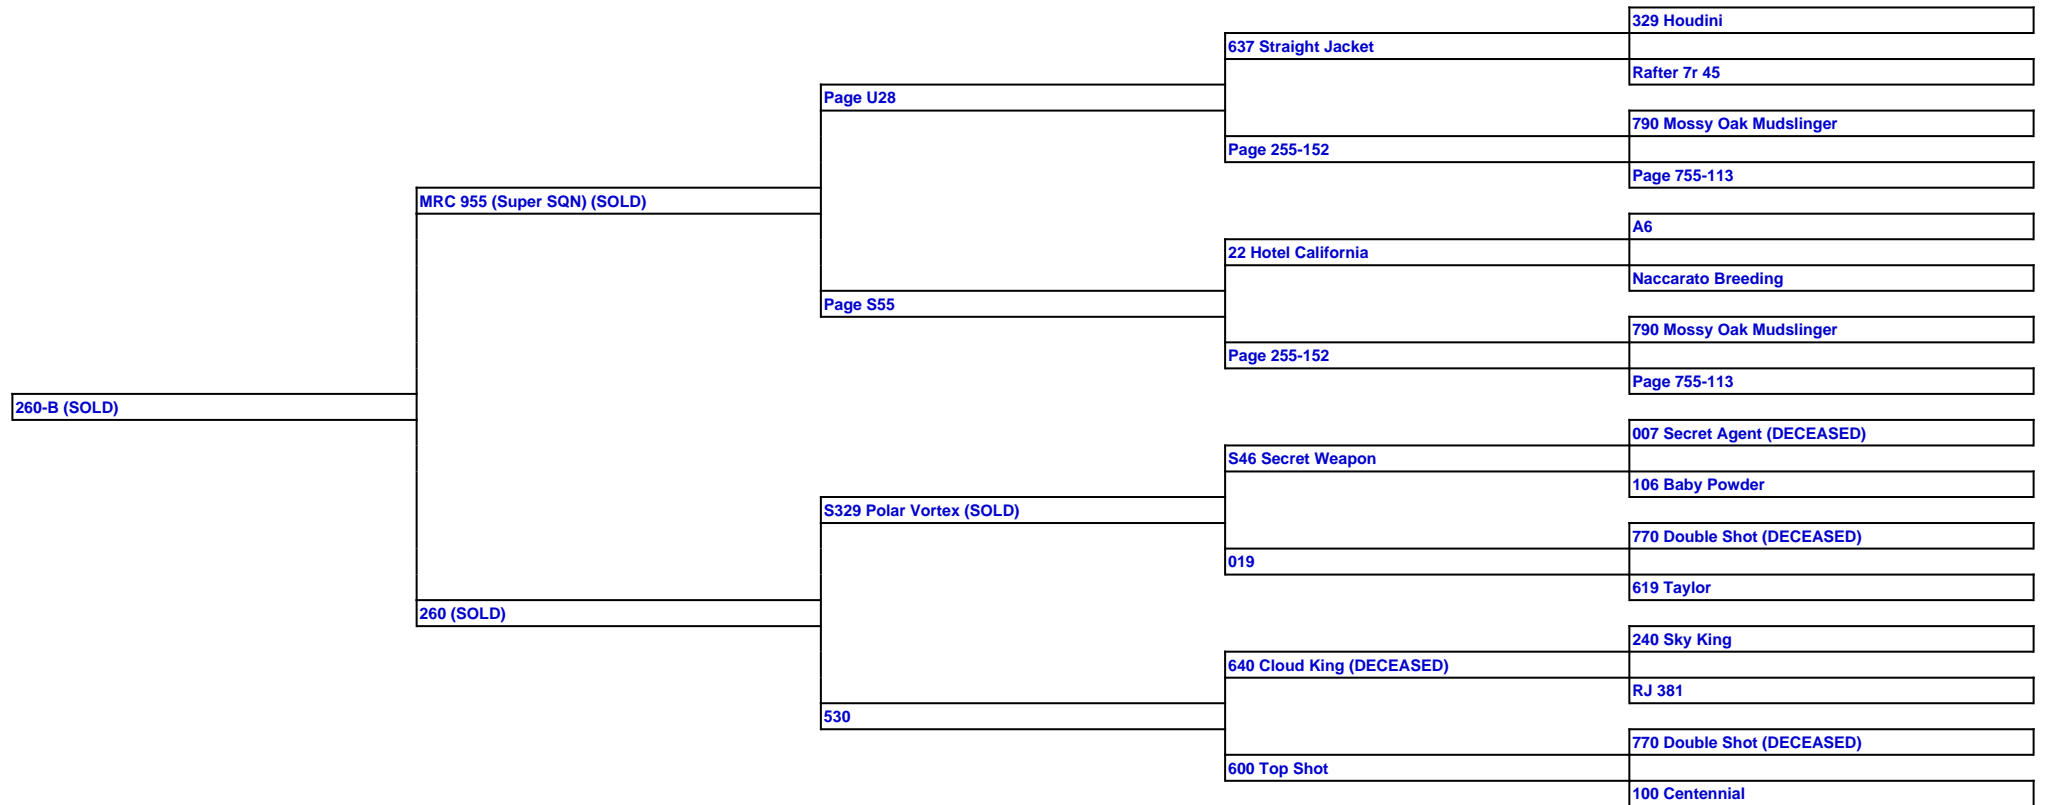 329 Houdini
637 Straight Jacket
Rafter 7r 45
Page U28
790 Mossy Oak Mudslinger
Page 255-152
Page 755-113
MRC 955 (Super SQN) (SOLD)
A6
22 Hotel California
Naccarato Breeding
Page S55
790 Mossy Oak Mudslinger
Page 255-152
Page 755-113
260-B (SOLD)
007 Secret Agent (DECEASED)
S46 Secret Weapon
106 Baby Powder
S329 Polar Vortex (SOLD)
770 Double Shot (DECEASED)
019
619 Taylor
260 (SOLD)
240 Sky King
640 Cloud King (DECEASED)
RJ 381
530
770 Double Shot (DECEASED)
600 Top Shot
100 Centennial